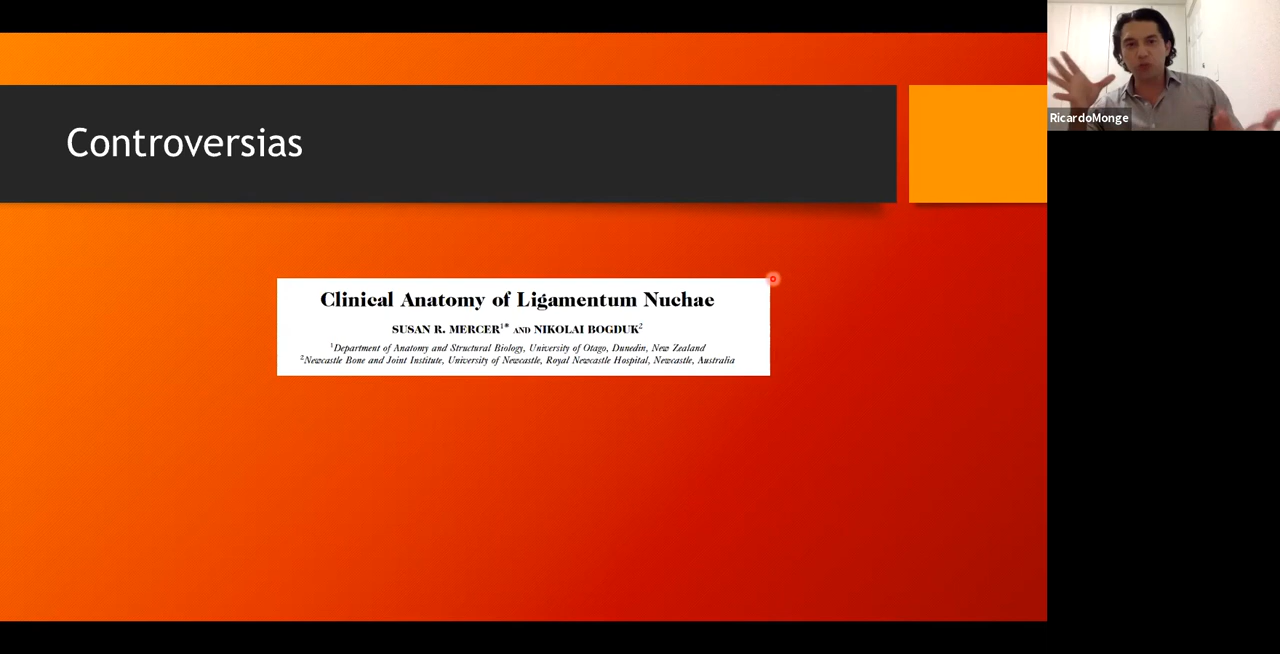 Controversias
RicardoMonge
Clinical Anatomy of Ligamentum Nuchae
SUSAN R. MERCER1* AND NIKOLAI BOGDUK2
1Department of Anatomy and Structural Biology, University of Otago, Dunedin, New Zealand
2Newcastle Bone and Joint Institute, University of Newcastle, Royal Newcastle Hospital, Newcastle, Australia